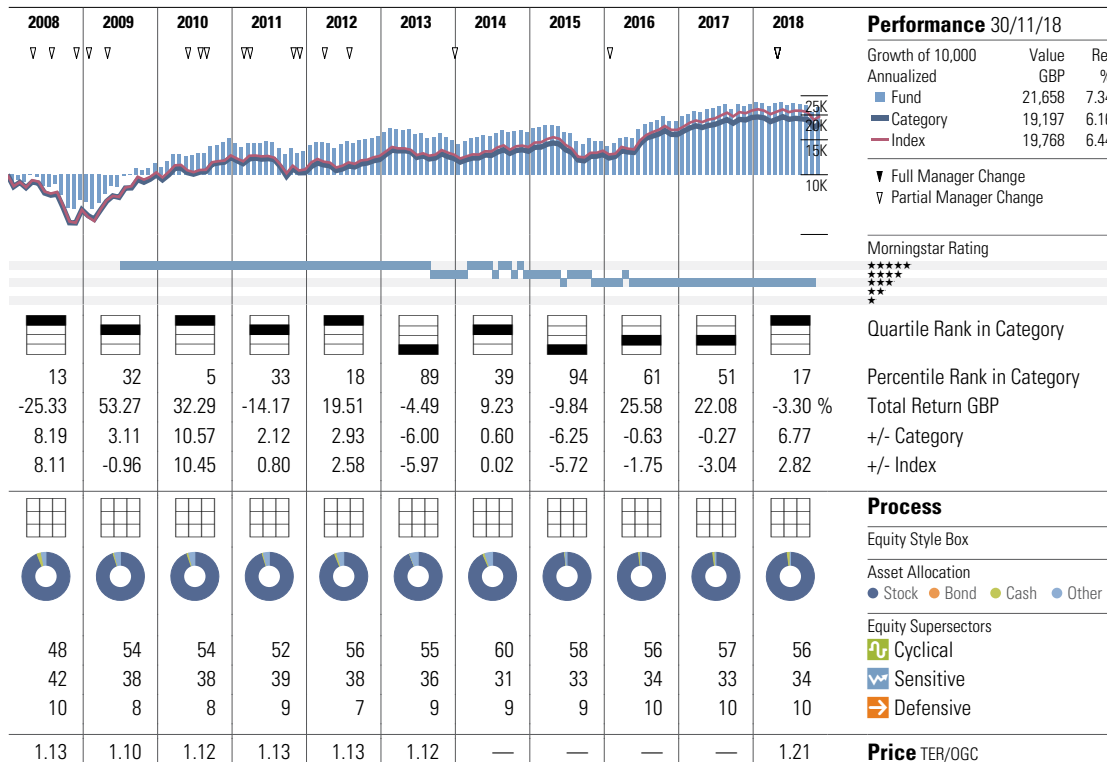 2008 2009 2010 2011 2012 2013 2014 2015 2016 2017 2018
Performance 30/11/18
Growth of 10,000 Value
Annualized GBP %
Fund 21,658 7.34
Category 19,197 6.16
Index 19,768 6.44
Full Manager Change
Partial Manager Change
25K
20K
15K
10K
Morningstar Rating
★★★★★
★★★★
★★★
★★
★
Quartile Rank in Category
13 32 5 33 18 89 39 94 61 51 17 Percentile Rank in Category
-25.33 53.27 32.29 -14.17 19.51 -4.49 9.23 -9.84 25.58 22.08 -3.30 % Total Return GBP
8.19 3.11 10.57 2.12 2.93 -6.00 0.60 -6.25 -0.63 -0.27 6.77 +/- Category
8.11 -0.96 10.45 0.80 2.58 -5.97 0.02 -5.72 -1.75 -3.04 2.82 +/- Index
Process
Equity Style Box
Asset Allocation
Stock Bond Cash Other
Equity Supersectors
48 54 54 52 56 55 60 58 56 57 56 Cyclical
42 38 38 39 38 36 31 33 34 33 34 Sensitive
10 8 8 9 7 9 9 9 10 10 10 Defensive
1.13 1.10 1.12 1.13 1.13 1.12 — — — — 1.21 Price TER/OGC